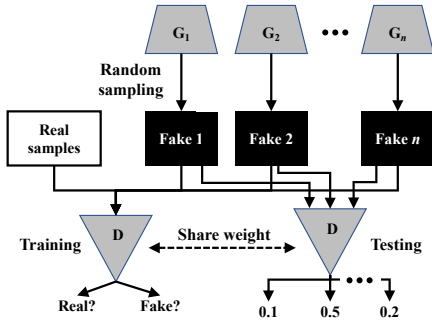 G1 G2 ••• Gn
Random
sampling
Real
samples
Fake 1 Fake 2 Fake n
D D
Training Share weight Testing
•••
Real? Fake? 0.1 0.5 0.2